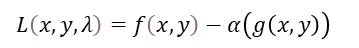 L(x, y, λ) = f(x, y) − α(g(x, y))